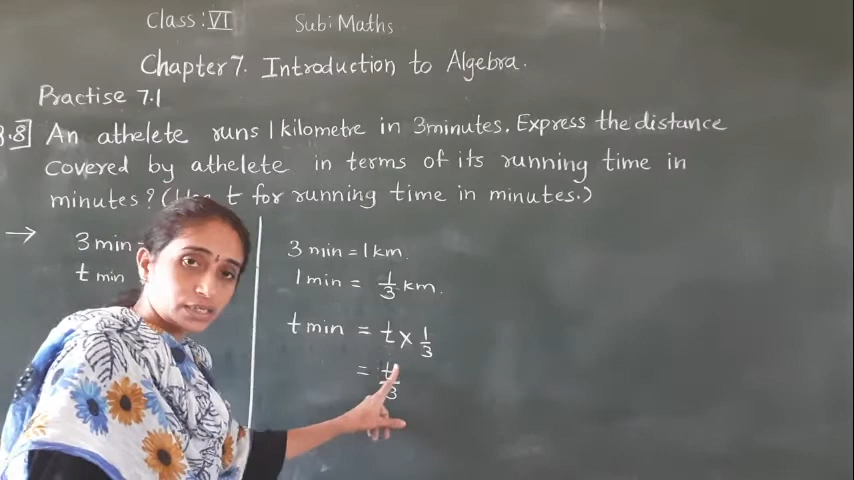 Class: VI Sub: Maths
Chapter 7. Introduction to Algebra.
Practise 7.1
.8] An athelete runs 1 kilometre in 3 minutes. Express the distance
covered by athelete in terms of its running time in
minutes? ( t for running time in minutes.)
→ 3 min =
t min
3 min = 1 km.
1 min = 1/3 km.
t min = t × 1/3
= t/3